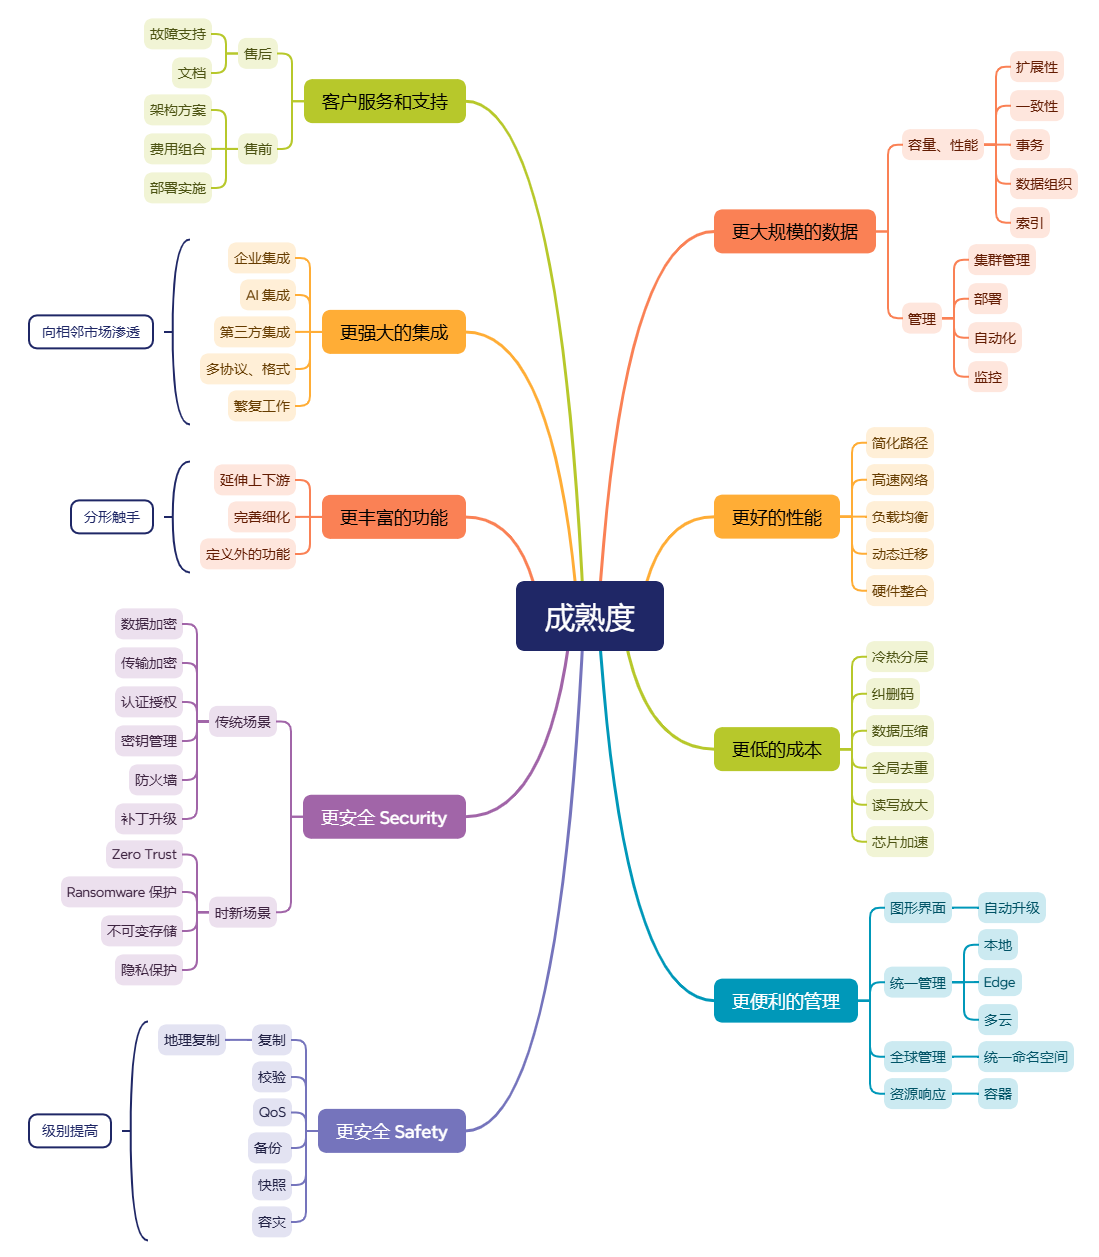 成熟度
更大规模的数据
容量、性能
扩展性
一致性
事务
数据组织
索引
管理
集群管理
部署
自动化
监控
更好的性能
简化路径
高速网络
负载均衡
动态迁移
硬件整合
更低的成本
冷热分层
纠删码
数据压缩
全局去重
读写放大
芯片加速
更便利的管理
图形界面
自动升级
统一管理
本地
Edge
多云
全球管理
统一命名空间
资源响应
容器
客户服务和支持
售后
故障支持
文档
售前
架构方案
费用组合
部署实施
更强大的集成
企业集成
AI 集成
第三方集成
多协议、格式
繁复工作
向相邻市场渗透
更丰富的功能
延伸上下游
完善细化
定义外的功能
分形触手
更安全 Security
传统场景
数据加密
传输加密
认证授权
密钥管理
防火墙
补丁升级
时新场景
Zero Trust
Ransomware 保护
不可变存储
隐私保护
更安全 Safety
复制
地理复制
校验
QoS
备份
快照
容灾
级别提高